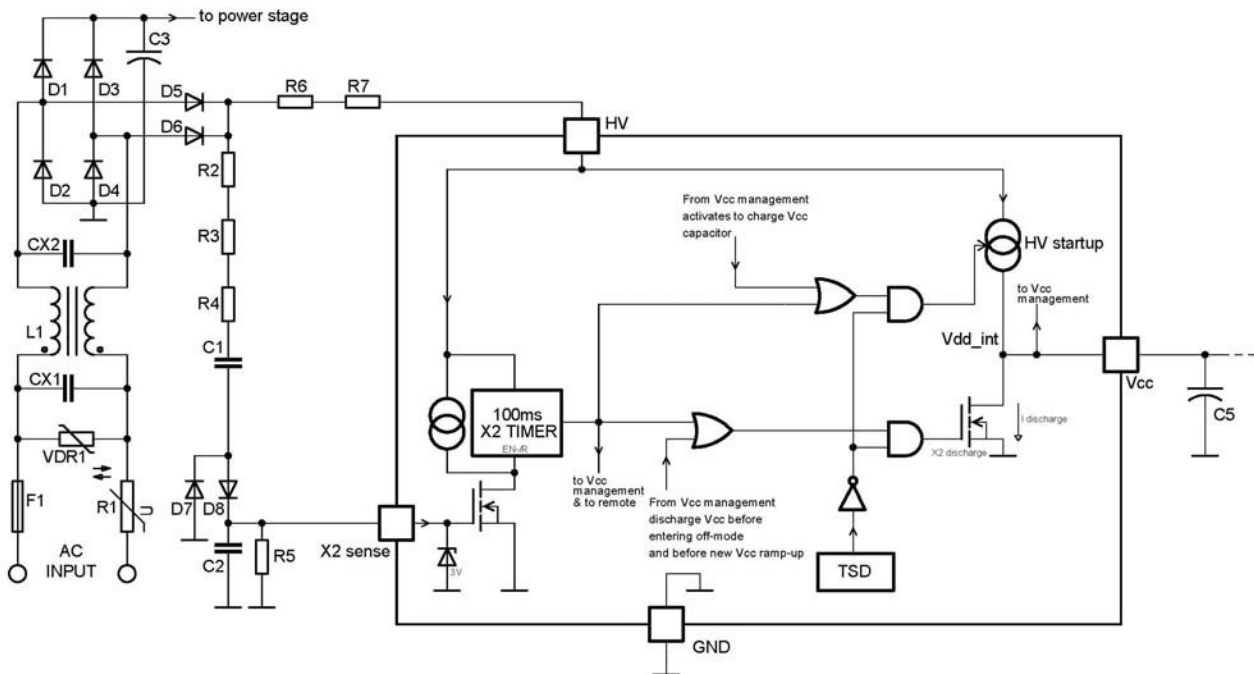 to power stage
C3
D1
D3
D5
D6
R6
R7
HV
D2
D4
R2
From Vcc management
activates to charge Vcc
capacitor
R3
HV startup
CX2
R4
to Vcc
management
L1
C1
Vdd_int
Vcc
CX1
100ms
X2 TIMER
EN-/R
C5
I discharge
X2 discharge
VDR1
D7
D8
to Vcc
management
& to remote
From Vcc management
discharge Vcc before
entering off-mode
and before new Vcc ramp-up
F1
R1
U
AC
INPUT
C2
R5
X2 sense
3V
TSD
GND